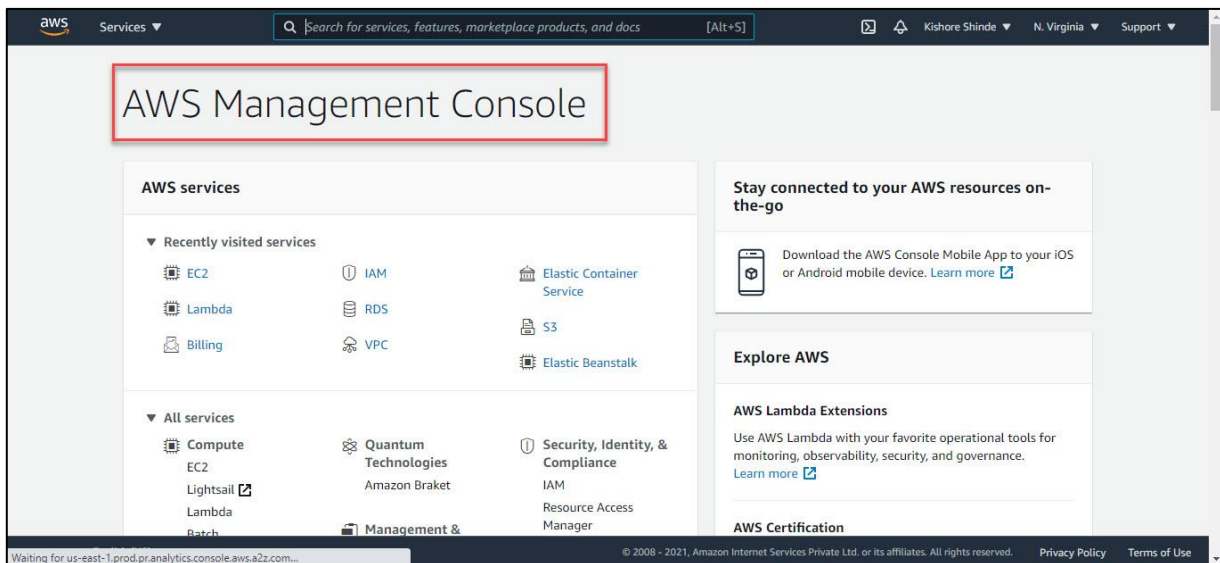 aws Services ▼ Search for services, features, marketplace products, and docs [Alt+S] Kishore Shinde ▼ N. Virginia ▼ Support ▼
AWS Management Console
AWS services
▼ Recently visited services
EC2
Lambda
Billing
IAM
RDS
VPC
Elastic Container
Service
S3
Elastic Beanstalk
▼ All services
Compute
EC2
Lightsail
Lambda
Batch
Quantum
Technologies
Amazon Braket
Management &
Security, Identity, &
Compliance
IAM
Resource Access
Manager
Stay connected to your AWS resources on-
the-go
Download the AWS Console Mobile App to your iOS
or Android mobile device. Learn more
Explore AWS
AWS Lambda Extensions
Use AWS Lambda with your favorite operational tools for
monitoring, observability, security, and governance.
Learn more
AWS Certification
Waiting for us-east-1.prod.pr.analytics.console.aws.a2z.com...
© 2008 - 2021, Amazon Internet Services Private Ltd. or its affiliates. All rights reserved. Privacy Policy Terms of Use